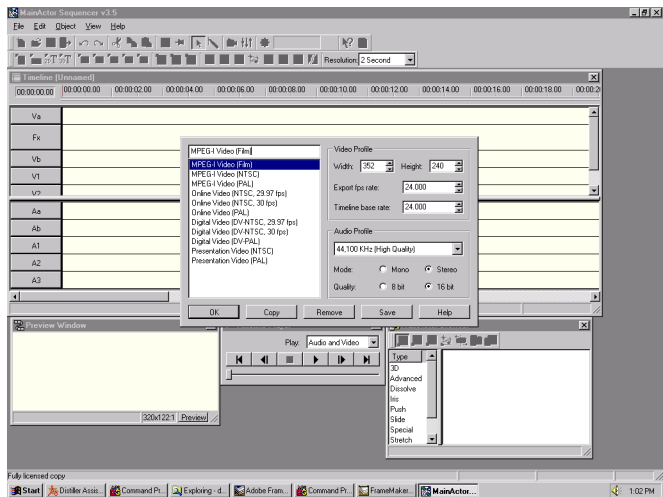 MainActor Sequencer v3.5
File Edit Object View Help
Resolution: 2 Second
Timeline [Unnamed]
00:00:00.00 00:00:00.00 00:00:02.00 00:00:04.00 00:00:06.00 00:00:08.00 00:00:10.00 00:00:12.00 00:00:14.00 00:00:16.00 00:00:18.00 00:00:20
Va
Fx
Vb
V1
V2
Aa
Ab
A1
A2
A3
MPEG-I Video (Film)
MPEG-I Video (Film)
MPEG-I Video (NTSC)
MPEG-I Video (PAL)
Online Video (NTSC, 29.97 fps)
Online Video (NTSC, 30 fps)
Online Video (PAL)
Digital Video (DV-NTSC, 29.97 fps)
Digital Video (DV-NTSC, 30 fps)
Digital Video (DV-PAL)
Presentation Video (NTSC)
Presentation Video (PAL)
Video Profile
Width: 352 Height: 240
Export fps rate: 24.000
Timeline base rate: 24.000
Audio Profile
44,100 KHz (High Quality)
Mode: Mono Stereo
Quality: 8 bit 16 bit
OK Copy Remove Save Help
Preview Window
320x122:1 Preview
Play: Audio and Video
Type
3D
Advanced
Dissolve
Iris
Push
Slide
Special
Stretch
Fully licensed copy
Start Distiller Assis... Command Pr... Exploring - d... Adobe Fram... Command Pr... FrameMaker... MainActor... 1:02 PM